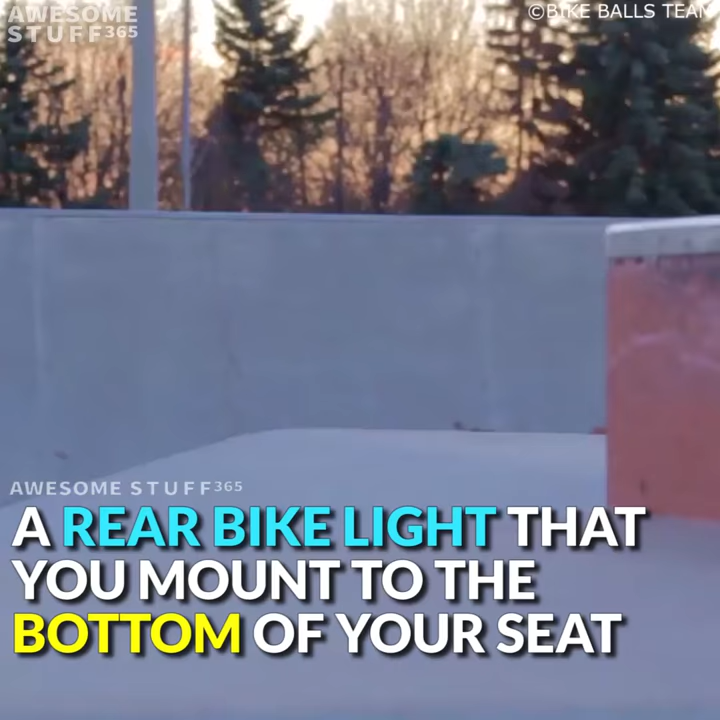 AWESOME
STUFF365
©BIKE BALLS TEAM
AWESOME STUFF365
A REAR BIKE LIGHT THAT
YOU MOUNT TO THE
BOTTOM OF YOUR SEAT